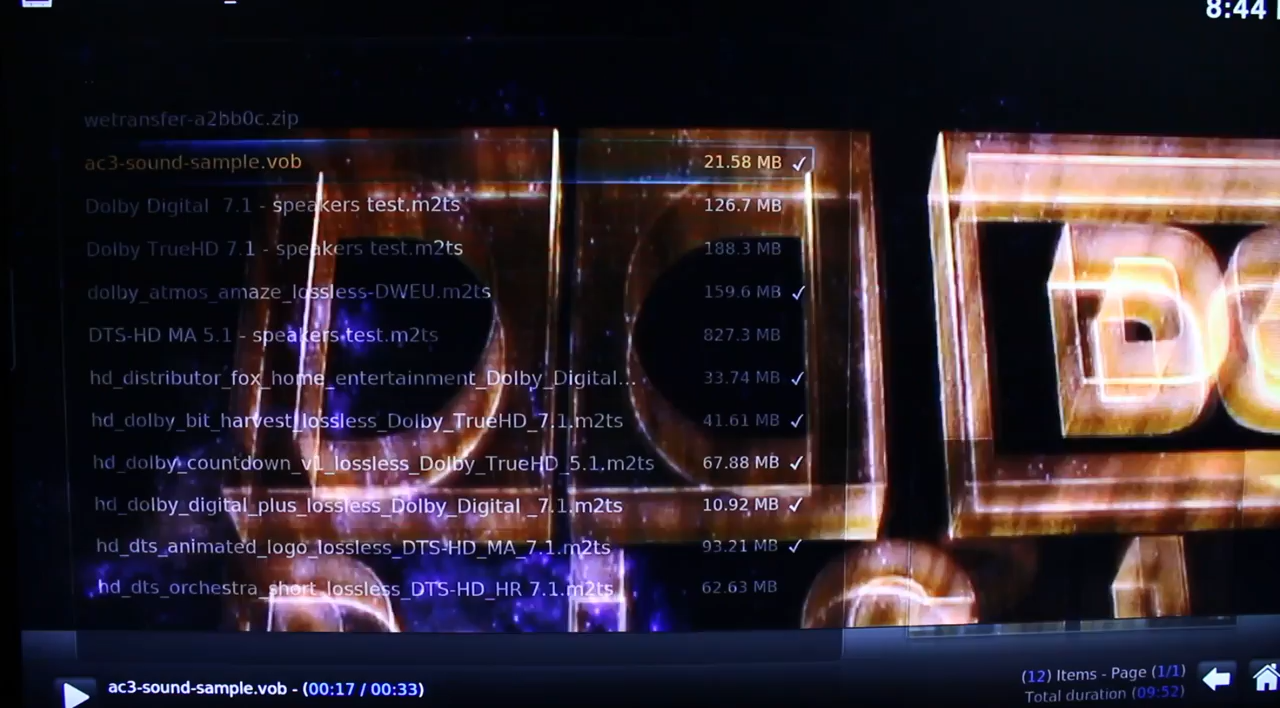 8:44
..
wetransfer-a2bb0c.zip
ac3-sound-sample.vob 21.58 MB ✓
Dolby Digital 7.1 - speakers test.m2ts 126.7 MB
Dolby TrueHD 7.1 - speakers test.m2ts 188.3 MB
dolby_atmos_amaze_lossless-DWEU.m2ts 159.6 MB ✓
DTS-HD MA 5.1 - speakers test.m2ts 827.3 MB
hd_distributor_fox_home_entertainment_Dolby_Digital... 33.74 MB ✓
hd_dolby_bit_harvest_lossless_Dolby_TrueHD_7.1.m2ts 41.61 MB ✓
hd_dolby_countdown_v1_lossless_Dolby_TrueHD_5.1.m2ts 67.88 MB ✓
hd_dolby_digital_plus_lossless_Dolby_Digital _7.1.m2ts 10.92 MB ✓
hd_dts_animated_logo_lossless_DTS-HD_MA_7.1.m2ts 93.21 MB ✓
hd_dts_orchestra_short_lossless_DTS-HD_HR 7.1.m2ts 62.63 MB
ac3-sound-sample.vob - (00:17 / 00:33)
(12) Items - Page (1/1)
Total duration (09:52)